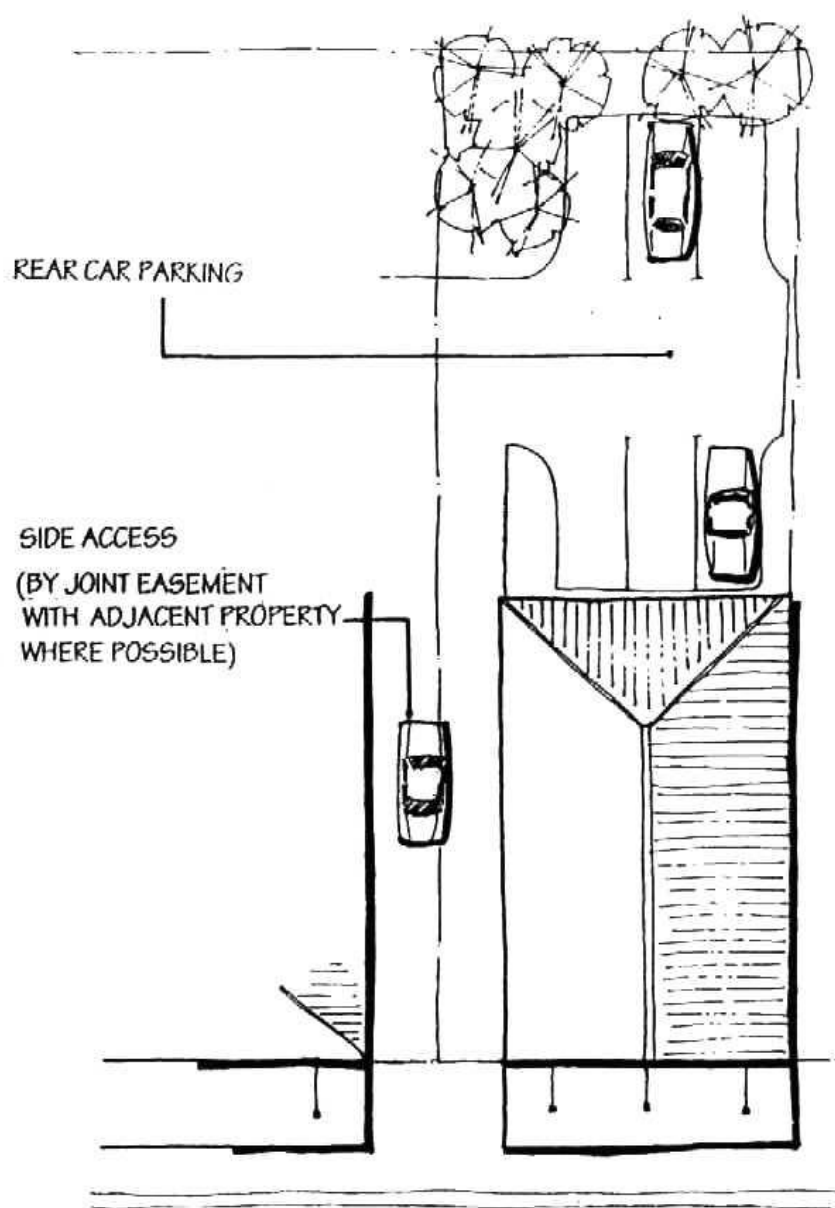 REAR CAR PARKING
SIDE ACCESS
(BY JOINT EASEMENT
WITH ADJACENT PROPERTY
WHERE POSSIBLE)